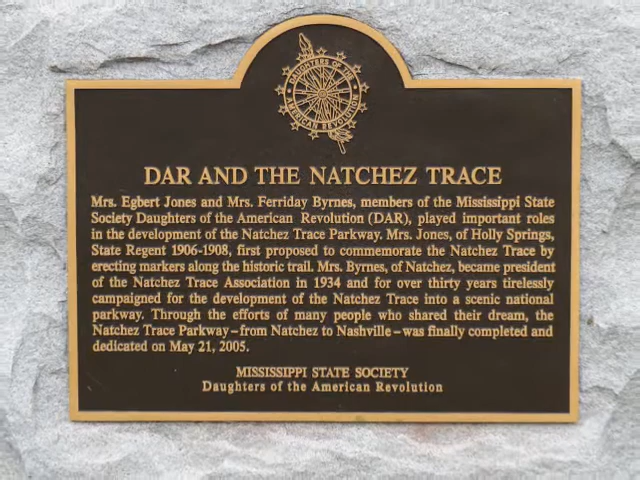 DAUGHTERS OF THE
AMERICAN REVOLUTION
DAR AND THE NATCHEZ TRACE
Mrs. Egbert Jones and Mrs. Ferriday Byrnes, members of the Mississippi State
Society Daughters of the American Revolution (DAR), played important roles
in the development of the Natchez Trace Parkway. Mrs. Jones, of Holly Springs,
State Regent 1906-1908, first proposed to commemorate the Natchez Trace by
erecting markers along the historic trail. Mrs. Byrnes, of Natchez, became president
of the Natchez Trace Association in 1934 and for over thirty years tirelessly
campaigned for the development of the Natchez Trace into a scenic national
parkway. Through the efforts of many people who shared their dream, the
Natchez Trace Parkway – from Natchez to Nashville – was finally completed and
dedicated on May 21, 2005.
MISSISSIPPI STATE SOCIETY
Daughters of the American Revolution